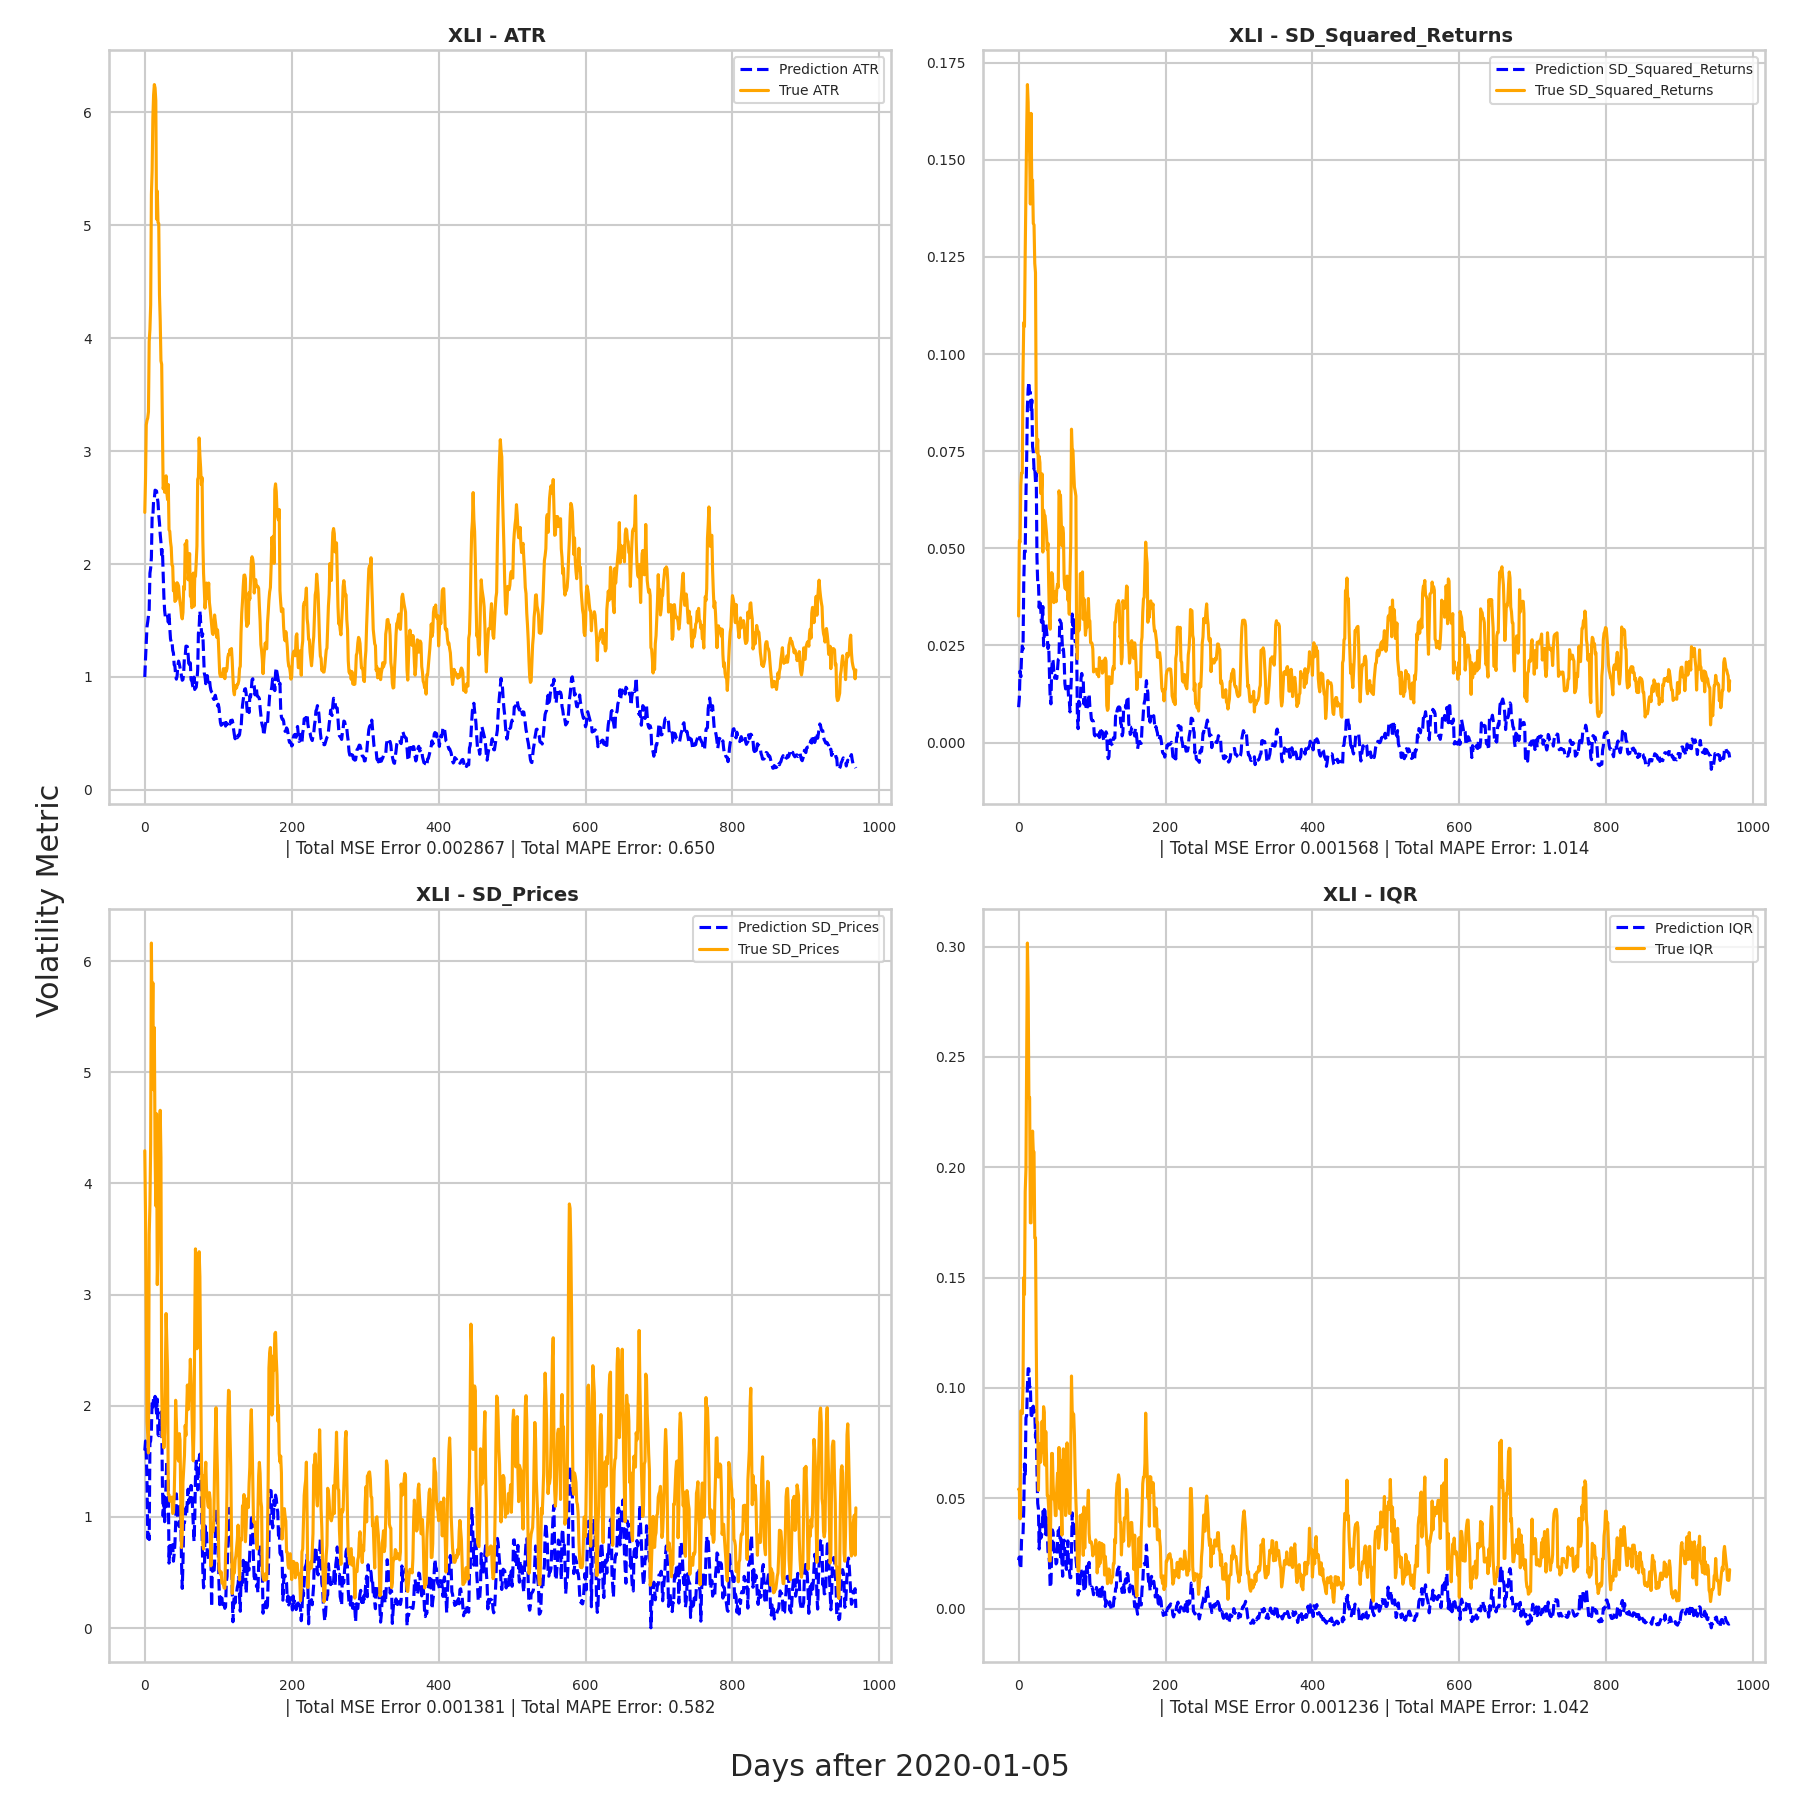 XLI - ATR
Prediction ATR
True ATR
6
5
4
3
2
1
0
0 200 400 600 800 1000
| Total MSE Error 0.002867 | Total MAPE Error: 0.650
XLI - SD_Squared_Returns
Prediction SD_Squared_Returns
True SD_Squared_Returns
0.175
0.150
0.125
0.100
0.075
0.050
0.025
0.000
0 200 400 600 800 1000
| Total MSE Error 0.001568 | Total MAPE Error: 1.014
Volatility Metric
XLI - SD_Prices
Prediction SD_Prices
True SD_Prices
6
5
4
3
2
1
0
0 200 400 600 800 1000
| Total MSE Error 0.001381 | Total MAPE Error: 0.582
XLI - IQR
Prediction IQR
True IQR
0.30
0.25
0.20
0.15
0.10
0.05
0.00
0 200 400 600 800 1000
| Total MSE Error 0.001236 | Total MAPE Error: 1.042
Days after 2020-01-05